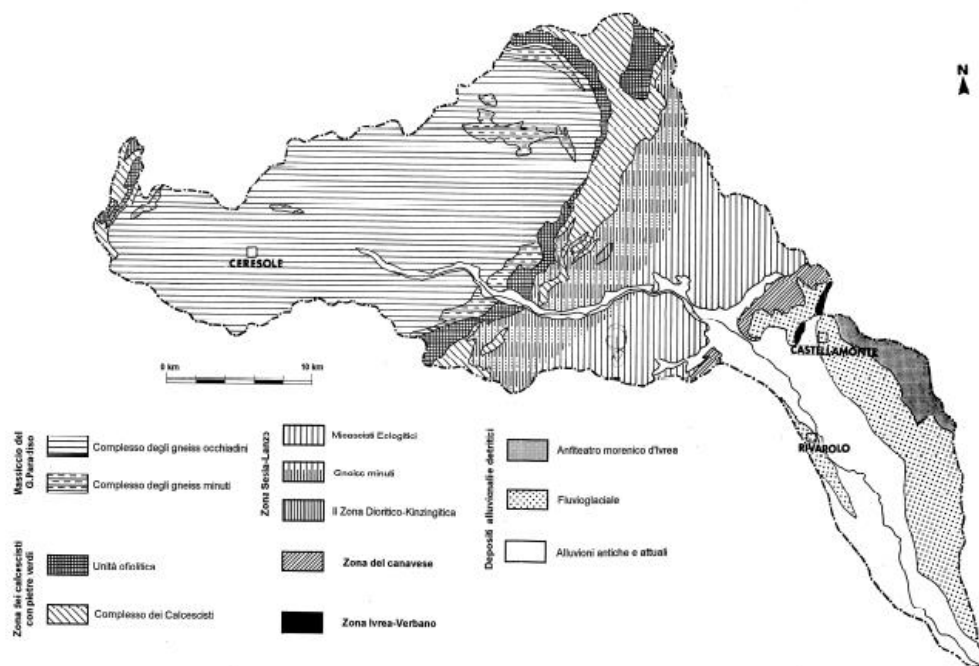 N
CERESOLE
CASTELLAMONTE
RIVAROLO
0 km
10 km
Massiccio del
G.Paradiso
Complesso degli gneiss occhiadini
Complesso degli gneiss minuti
Zona dei calcescisti
con pietre verdi
Unità ofiolitica
Complesso dei Calcescisti
Zona Sesia-Lanzo
Micascisti Eclogitici
Gneiss minuti
II Zona Dioritico-Kinzingitica
Zona del canavese
Zona Ivrea-Verbano
Depositi alluvionali e detritici
Anfiteatro morenico d'Ivrea
Fluvioglaciale
Alluvioni antiche e attuali